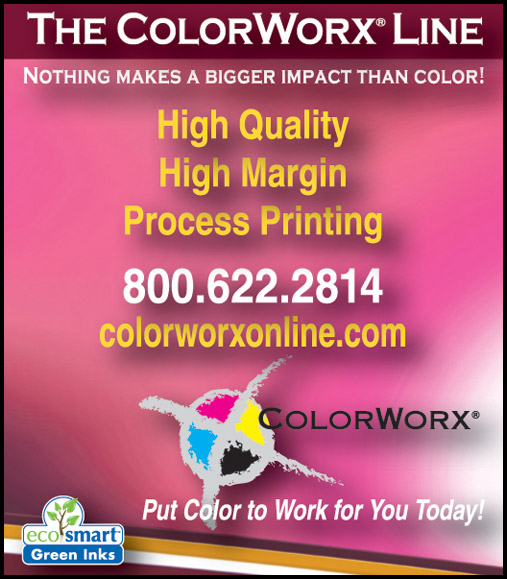 THE COLORWORX® LINE
NOTHING MAKES A BIGGER IMPACT THAN COLOR!
High Quality
High Margin
Process Printing
800.622.2814
colorworxonline.com
COLORWORX®
Put Color to Work for You Today!
eco smart
Green Inks